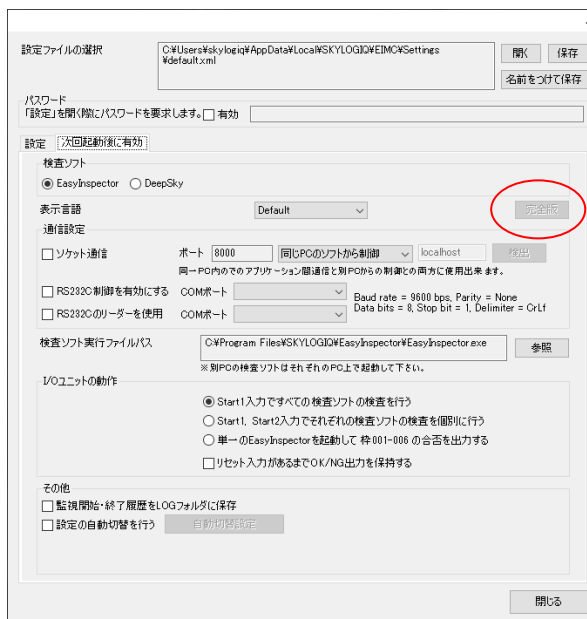 設定ファイルの選択
C:¥Users¥skylogiq¥AppData¥Local¥SKYLOGIQ¥EIMC¥Settings
¥default.xml
開く
保存
名前をつけて保存
パスワード
「設定」を開く際にパスワードを要求します。
有効
設定
次回起動後に有効
検査ソフト
EasyInspector
DeepSky
表示言語
Default
完全版
通信設定
ソケット通信
ポート
8000
同じPCのソフトから制御
localhost
検出
同一PC内のでのアプリケーション間通信と別PCからの制御との両方に使用出来ます。
RS232C制御を有効にする
COMポート
Baud rate = 9600 bps, Parity = None
Data bits = 8, Stop bit = 1, Delimiter = CrLf
RS232Cのリーダーを使用
COMポート
検査ソフト実行ファイルパス
C:¥Program Files¥SKYLOGIQ¥EasyInspector¥EasyInspector.exe
参照
※別PCの検査ソフトはそれぞれのPC上で起動して下さい。
I/Oユニットの動作
Start1入力ですべての検査ソフトの検査を行う
Start1, Start2入力でそれぞれの検査ソフトの検査を個別に行う
単一のEasyInspectorを起動して枠001-006の合否を出力する
リセット入力があるまでOK/NG出力を保持する
その他
監視開始・終了履歴をLOGフォルダに保存
設定の自動切替を行う
自動切替設定
閉じる